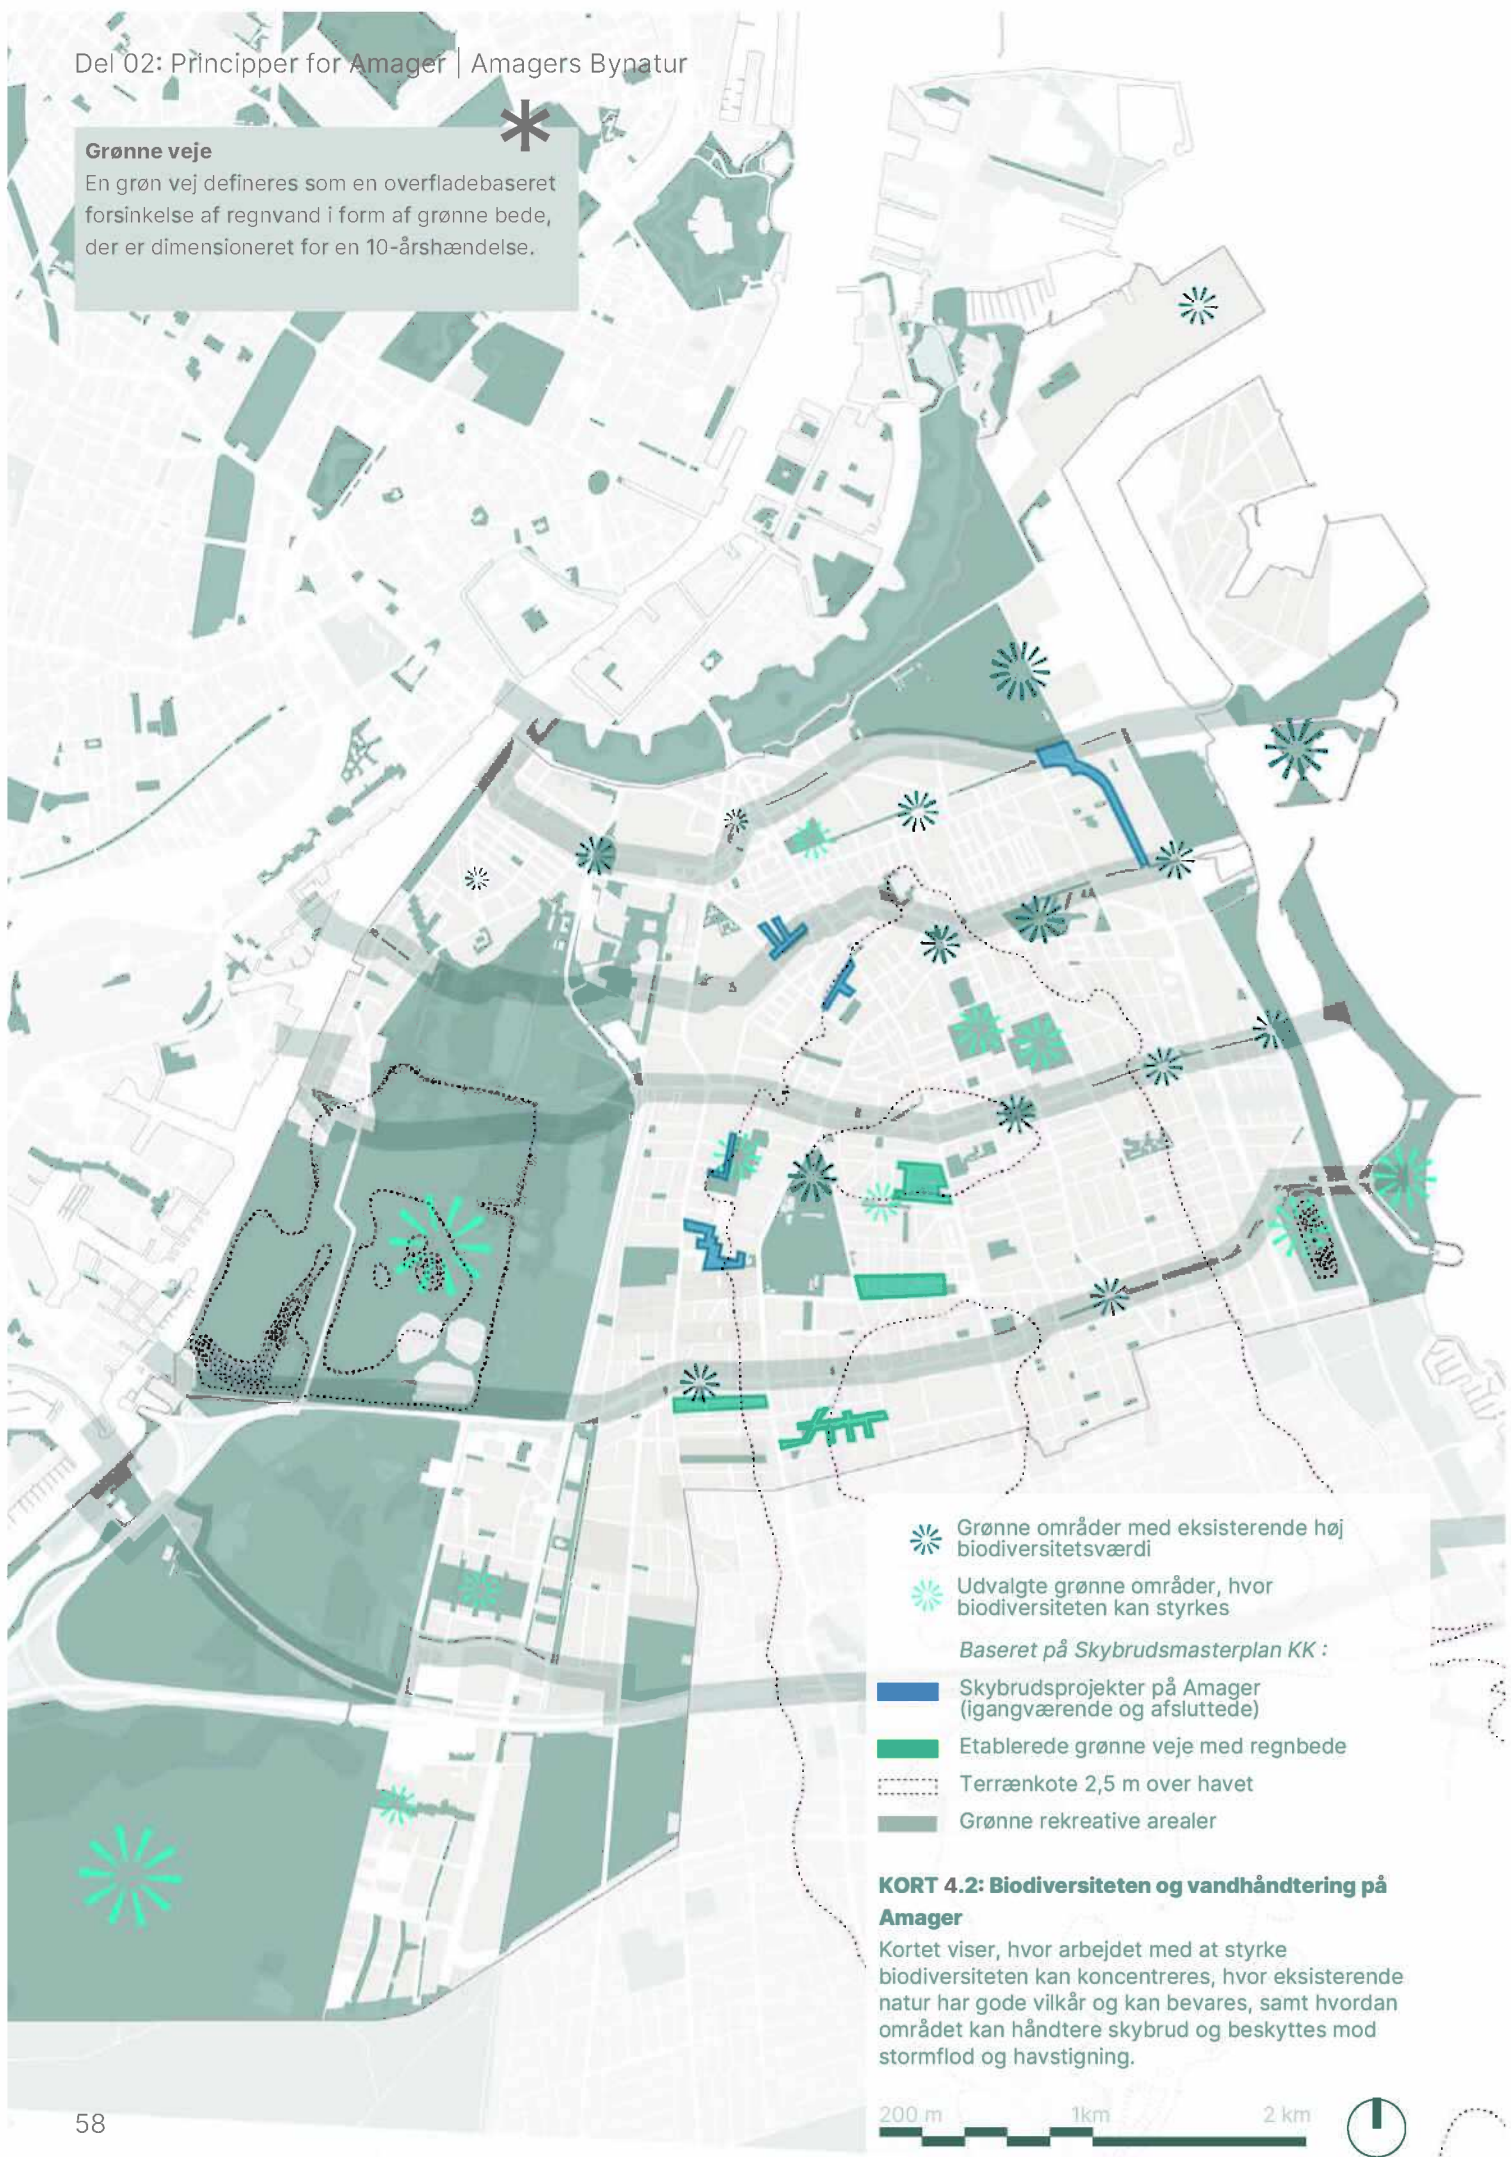 Del 02: Principper for Amager | Amagers Bynatur
Grønne veje
En grøn vej defineres som en overfladebaseret
forsinkelse af regnvand i form af grønne bede,
der er dimensioneret for en 10-årshændelse.
Grønne områder med eksisterende høj
biodiversitetsværdi
Udvalgte grønne områder, hvor
biodiversiteten kan styrkes
Baseret på Skybrudsmasterplan KK :
Skybrudsprojekter på Amager
(igangværende og afsluttede)
Etablerede grønne veje med regnbede
Terrænkote 2,5 m over havet
Grønne rekreative arealer
KORT 4.2: Biodiversiteten og vandhåndtering på
Amager
Kortet viser, hvor arbejdet med at styrke
biodiversiteten kan koncentreres, hvor eksisterende
natur har gode vilkår og kan bevares, samt hvordan
området kan håndtere skybrud og beskyttes mod
stormflod og havstigning.
200 m 1km 2 km
58